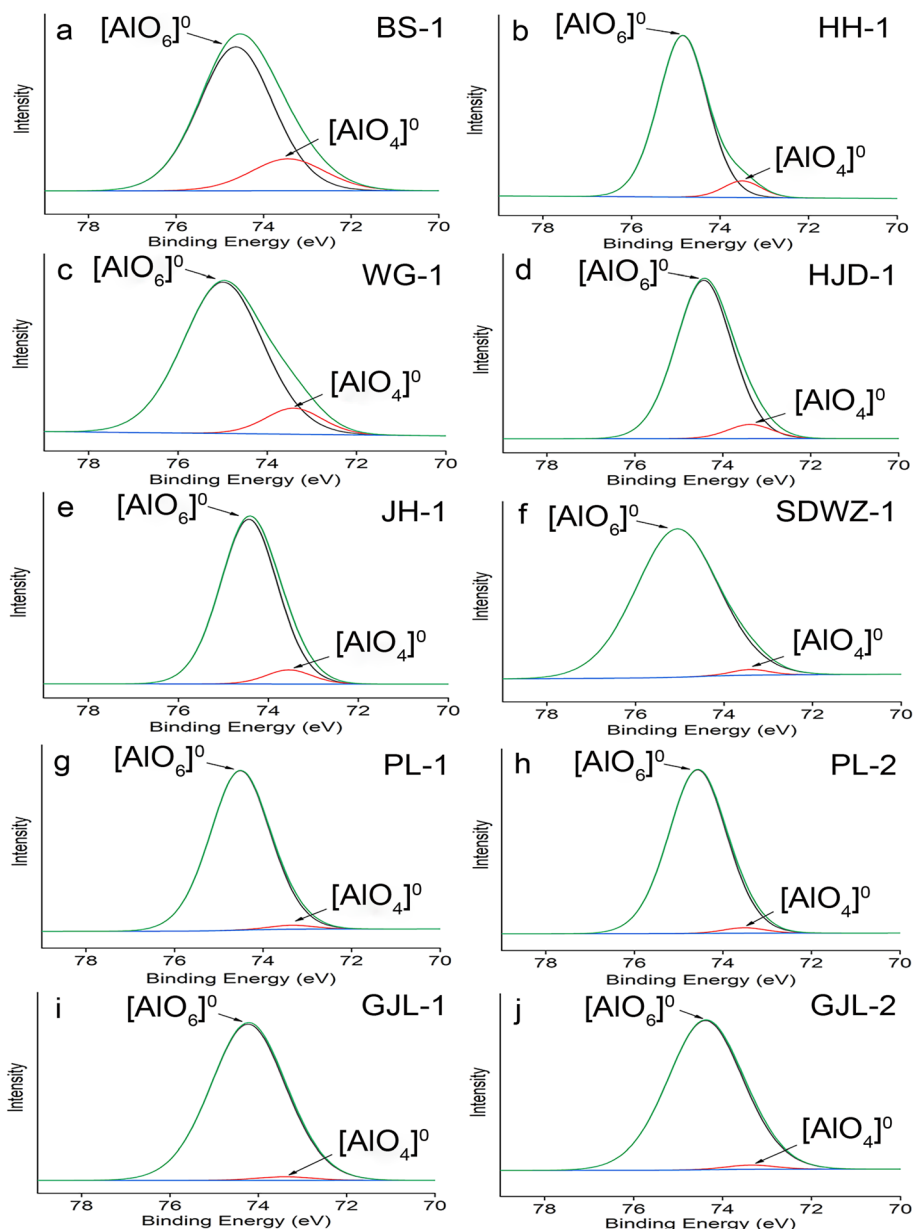 a [AlO6]0 BS-1
[AlO4]0
Intensity
78 76 74 72 70
Binding Energy (eV)
b [AlO6]0 HH-1
[AlO4]0
Intensity
78 76 74 72 70
Binding Energy (eV)
c [AlO6]0 WG-1
[AlO4]0
Intensity
78 76 74 72 70
Binding Energy (eV)
d [AlO6]0 HJD-1
[AlO4]0
Intensity
78 76 74 72 70
Binding Energy (eV)
e [AlO6]0 JH-1
[AlO4]0
Intensity
78 76 74 72 70
Binding Energy (eV)
f [AlO6]0 SDWZ-1
[AlO4]0
Intensity
78 76 74 72 70
Binding Energy (eV)
g [AlO6]0 PL-1
[AlO4]0
Intensity
78 76 74 72 70
Binding Energy (eV)
h [AlO6]0 PL-2
[AlO4]0
Intensity
78 76 74 72 70
Binding Energy (eV)
i [AlO6]0 GJL-1
[AlO4]0
Intensity
78 76 74 72 70
Binding Energy (eV)
j [AlO6]0 GJL-2
[AlO4]0
Intensity
78 76 74 72 70
Binding Energy (eV)